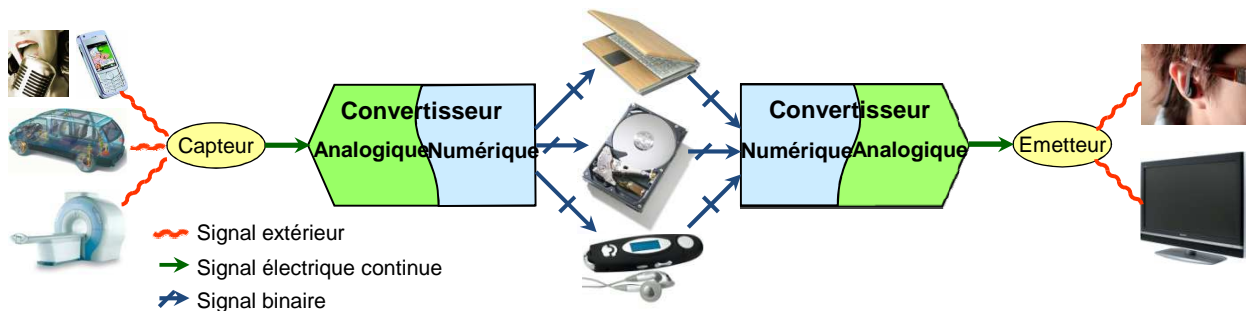 Capteur
Convertisseur
Analogique Numérique
Convertisseur
Numérique Analogique
Emetteur
Signal extérieur
Signal électrique continue
Signal binaire